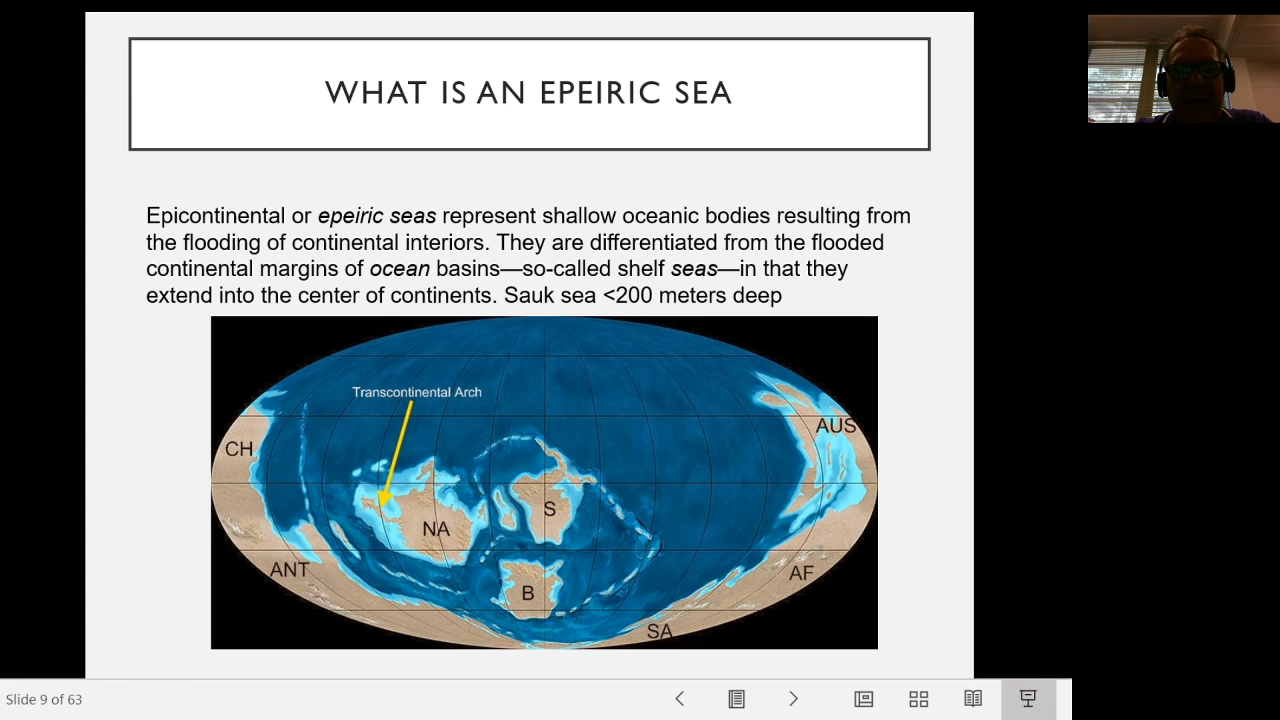 WHAT IS AN EPEIRIC SEA
Epicontinental or epeiric seas represent shallow oceanic bodies resulting from
the flooding of continental interiors. They are differentiated from the flooded
continental margins of ocean basins—so-called shelf seas—in that they
extend into the center of continents. Sauk sea <200 meters deep
Transcontinental Arch
AUS
CH
S
NA
ANT
AF
B
SA
Slide 9 of 63